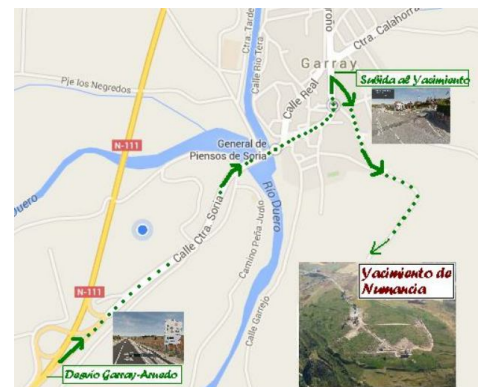 Ctra. Tarde
Calle Río Tera.
roño
Ctra. Calahorra
Garray
Pje los Negredos
Calle Real
Subida al Yacimiento
N-111
General de
Piensos de Soria
Duero
Río Duero
Calle Ctra. Soria
Camino Peña Judío
Calle Garrejo
N-111
Yacimiento de
Numancia
Desvío Garray-Arnedo